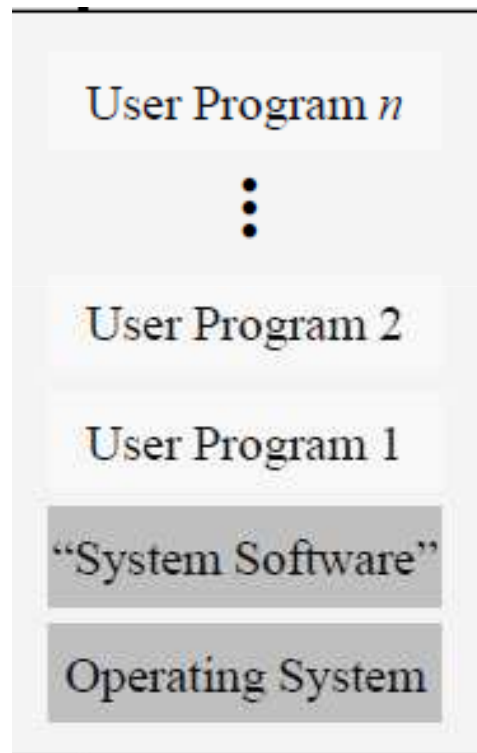 User Program n
User Program 2
User Program 1
“System Software”
Operating System